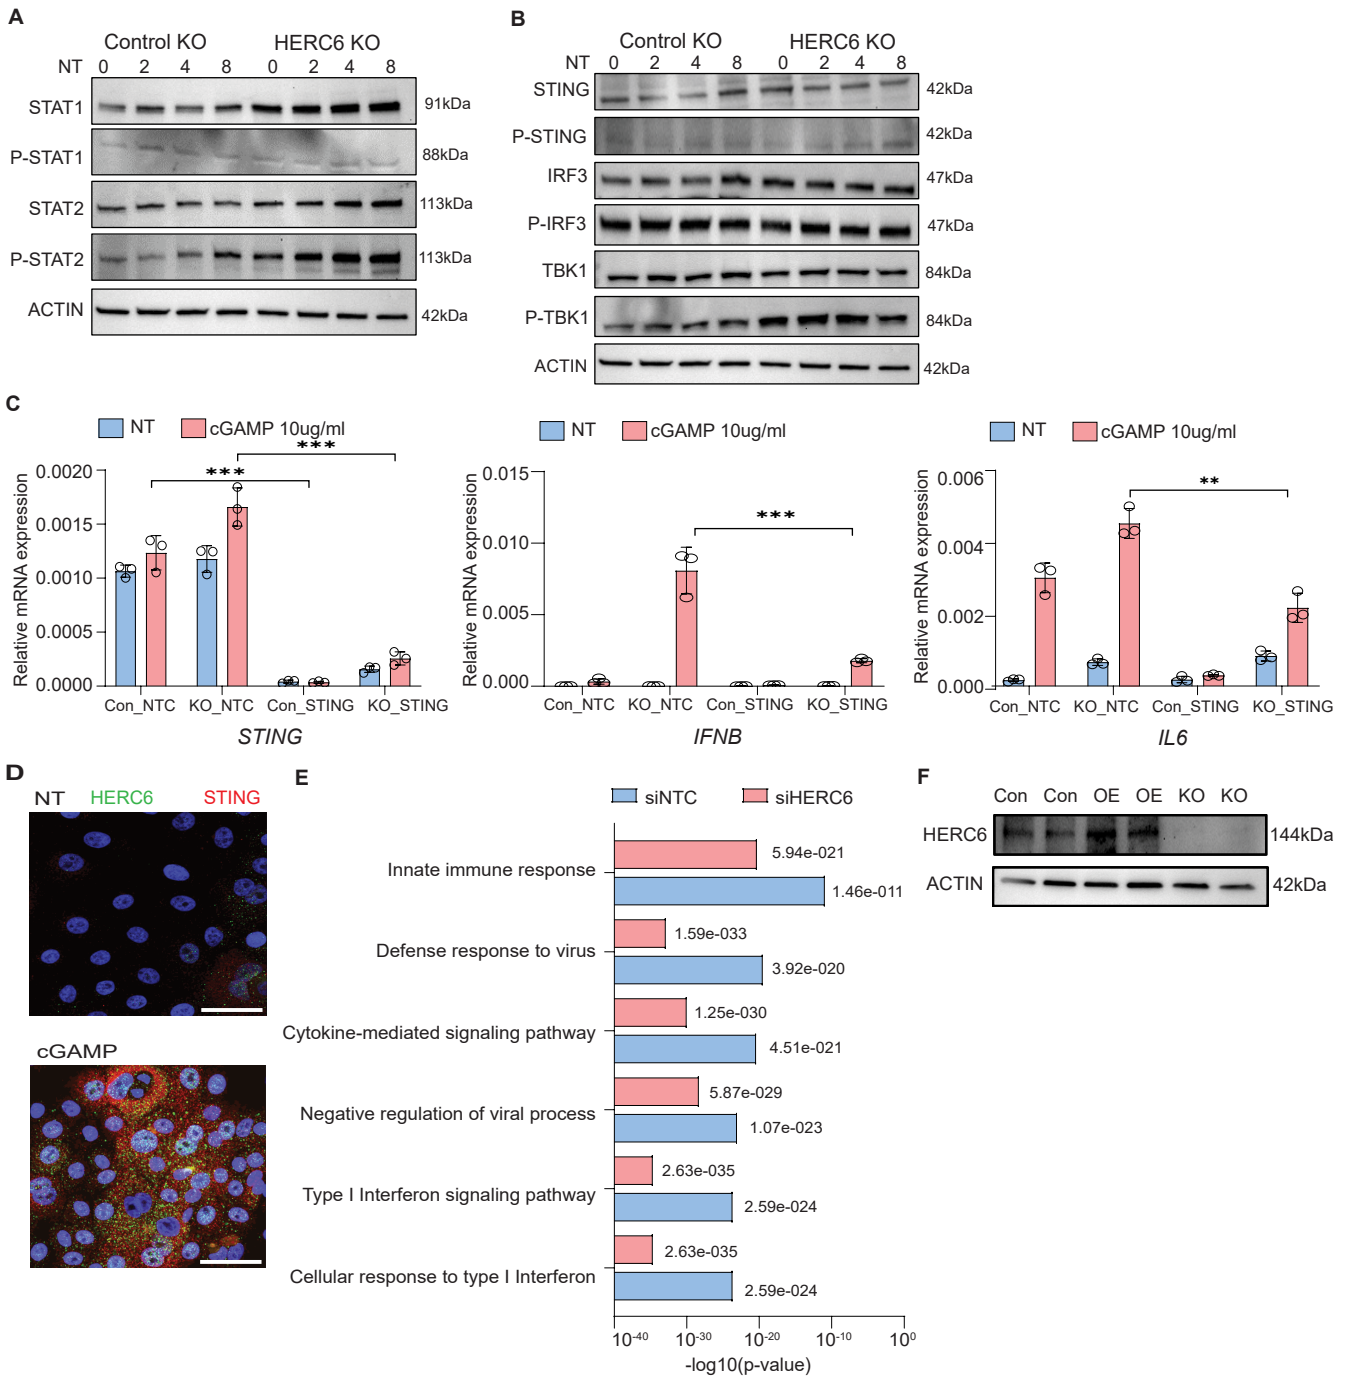 A
Control KO HERC6 KO
NT 0 2 4 8 0 2 4 8
STAT1 91kDa
P-STAT1 88kDa
STAT2 113kDa
P-STAT2 113kDa
ACTIN 42kDa
B
Control KO HERC6 KO
NT 0 2 4 8 0 2 4 8
STING 42kDa
P-STING 42kDa
IRF3 47kDa
P-IRF3 47kDa
TBK1 84kDa
P-TBK1 84kDa
ACTIN 42kDa
C
NT cGAMP 10ug/ml
Relative mRNA expression
0.0020
0.0015
0.0010
0.0005
0.0000
***
***
Con_NTC KO_NTC Con_STING KO_STING
STING
NT cGAMP 10ug/ml
Relative mRNA expression
0.015
0.010
0.005
0.000
***
Con_NTC KO_NTC Con_STING KO_STING
IFNB
NT cGAMP 10ug/ml
Relative mRNA expression
0.006
0.004
0.002
0.000
**
Con_NTC KO_NTC Con_STING KO_STING
IL6
D
NT HERC6 STING
cGAMP
E
siNTC siHERC6
Innate immune response 5.94e-021
1.46e-011
Defense response to virus 1.59e-033
3.92e-020
Cytokine-mediated signaling pathway 1.25e-030
4.51e-021
Negative regulation of viral process 5.87e-029
1.07e-023
Type I Interferon signaling pathway 2.63e-035
2.59e-024
Cellular response to type I Interferon 2.63e-035
2.59e-024
10-40 10-30 10-20 10-10 100
-log10(p-value)
F
Con Con OE OE KO KO
HERC6 144kDa
ACTIN 42kDa